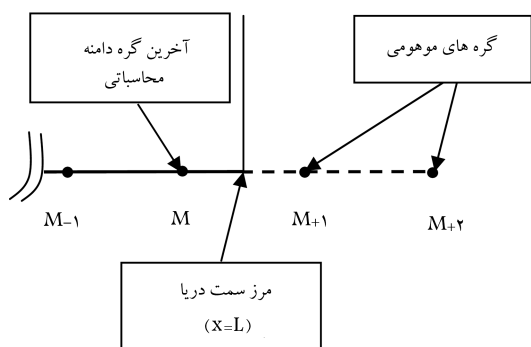 آخرین گره دامنه
محاسباتی
گره های موهومی
M-۱
M
M+۱
M+۲
مرز سمت دریا
(x=L)